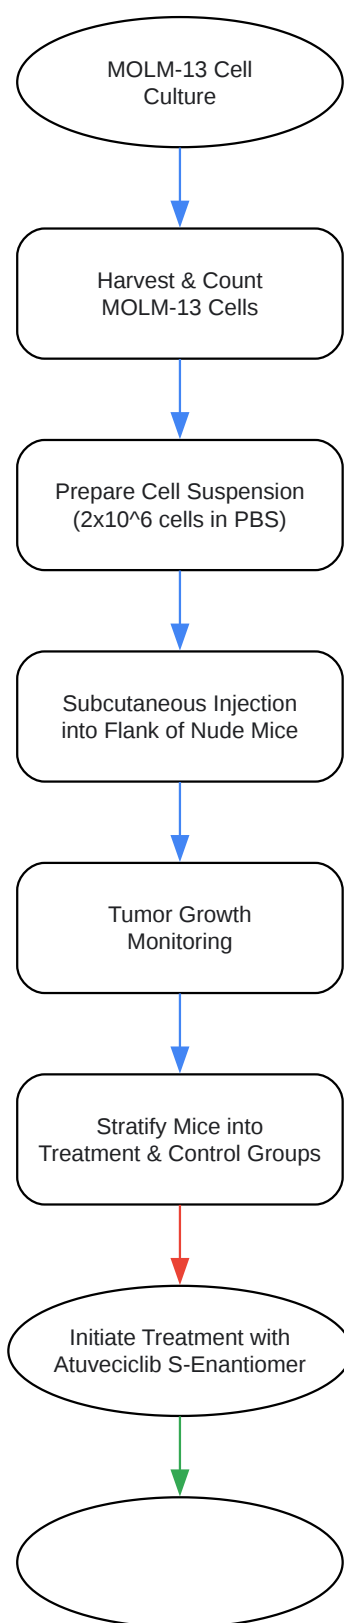 MOLM-13 Cell
Culture
Harvest & Count
MOLM-13 Cells
Prepare Cell Suspension
(2x10^6 cells in PBS)
Subcutaneous Injection
into Flank of Nude Mice
Tumor Growth
Monitoring
Stratify Mice into
Treatment & Control Groups
Initiate Treatment with
Atuveciclib S-Enantiomer